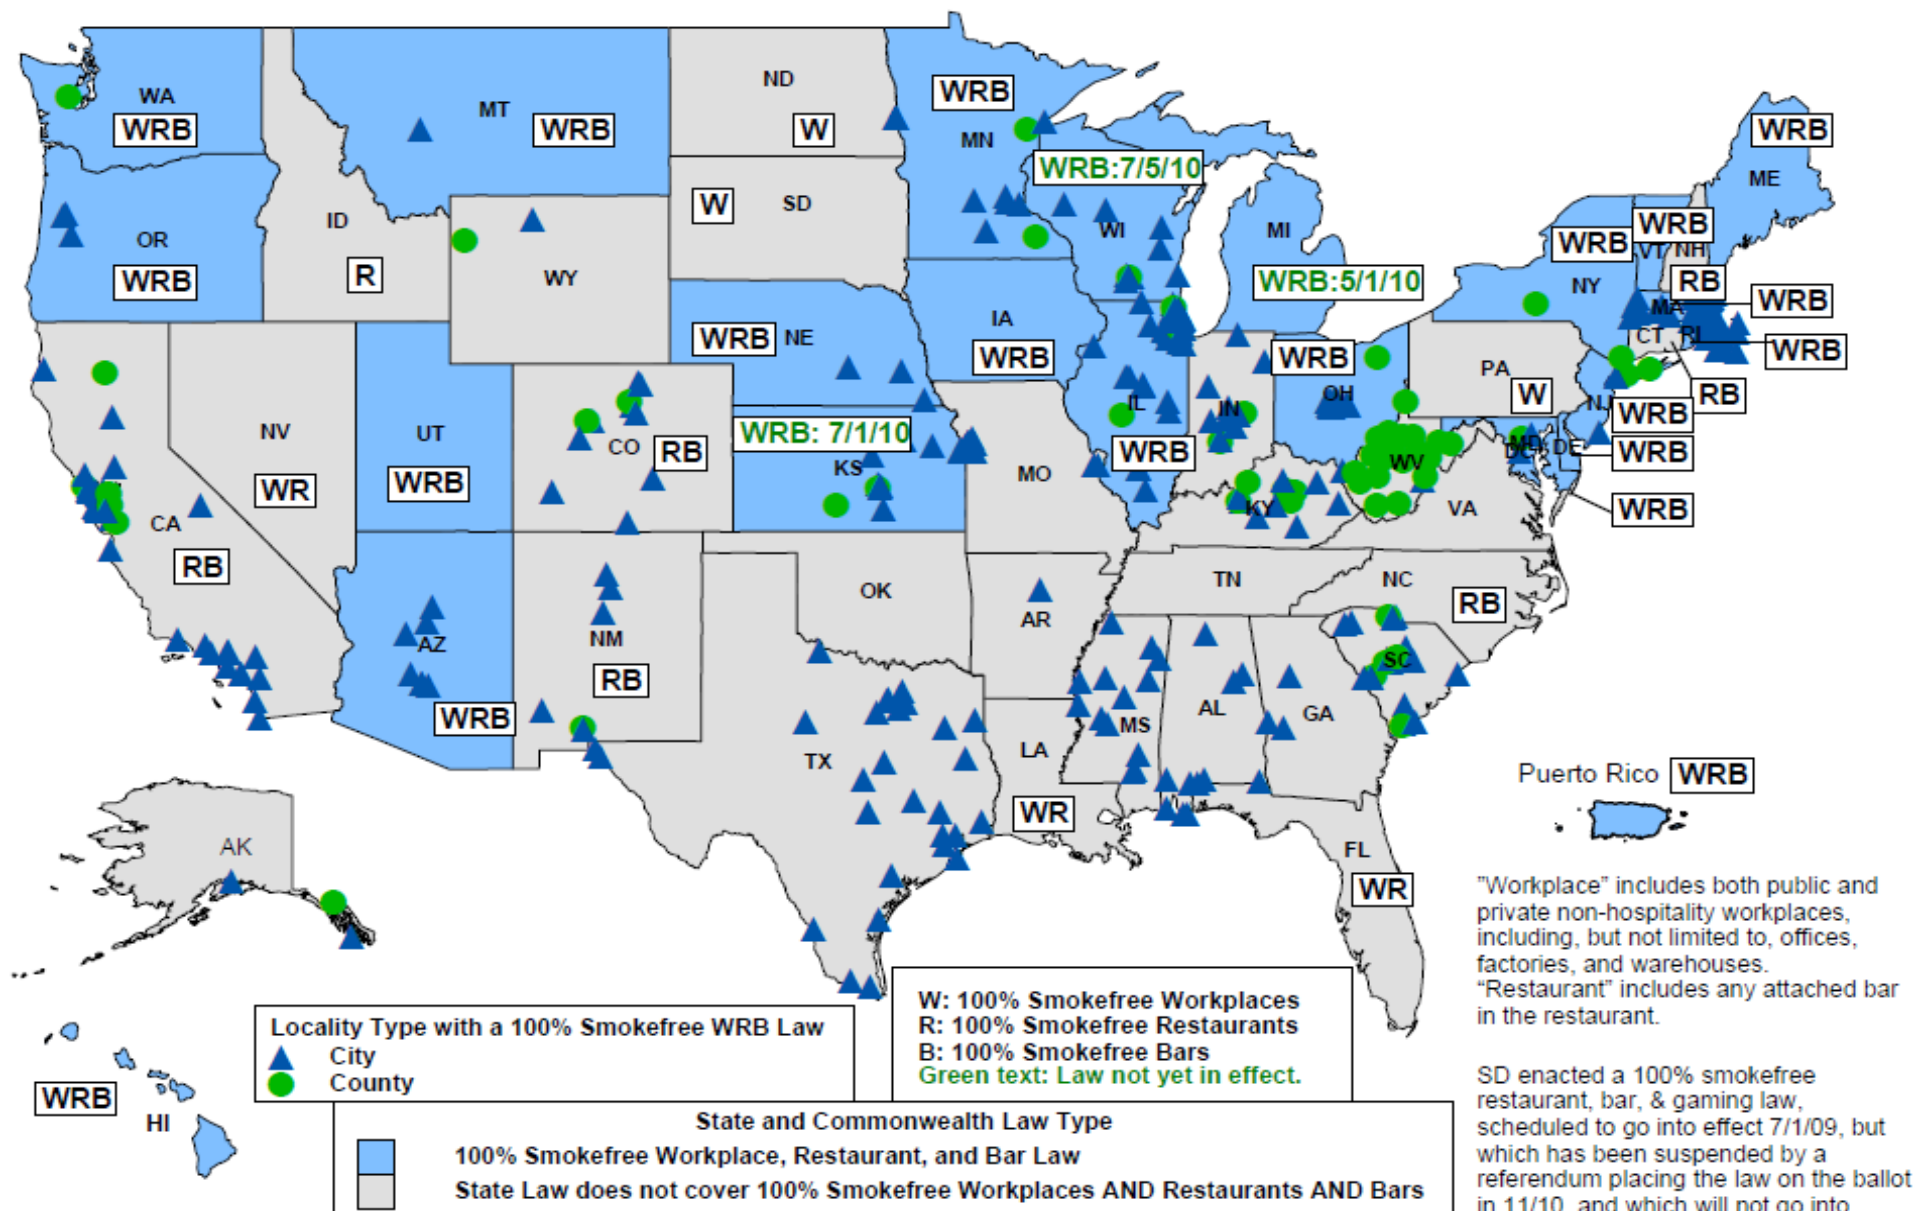 WA
WRB
MT
WRB
ND
W
WRB
MN
WRB:7/5/10
WRB
ME
OR
WRB
ID
R
WY
W
SD
WI
MI
WRB:5/1/10
WRB
WRB
VT
NH
RB
NY
MA
WRB
CT
RI
WRB
RB
WRB
NE
IA
WRB
WRB
OH
PA
W
NJ
WRB
NV
WR
UT
WRB
CO
RB
WRB: 7/1/10
KS
MO
IL
WRB
IN
WV
MD
DC
DE
WRB
WRB
VA
KY
CA
RB
AZ
WRB
NM
RB
OK
AR
TN
NC
RB
SC
TX
LA
WR
MS
AL
GA
FL
WR
Puerto Rico
WRB
AK
WRB
HI
"Workplace" includes both public and
private non-hospitality workplaces,
including, but not limited to, offices,
factories, and warehouses.
"Restaurant" includes any attached bar
in the restaurant.
SD enacted a 100% smokefree
restaurant, bar, & gaming law,
scheduled to go into effect 7/1/09, but
which has been suspended by a
referendum placing the law on the ballot
in 11/10, and which will not go into
Locality Type with a 100% Smokefree WRB Law
City
County
W: 100% Smokefree Workplaces
R: 100% Smokefree Restaurants
B: 100% Smokefree Bars
Green text: Law not yet in effect.
State and Commonwealth Law Type
100% Smokefree Workplace, Restaurant, and Bar Law
State Law does not cover 100% Smokefree Workplaces AND Restaurants AND Bars